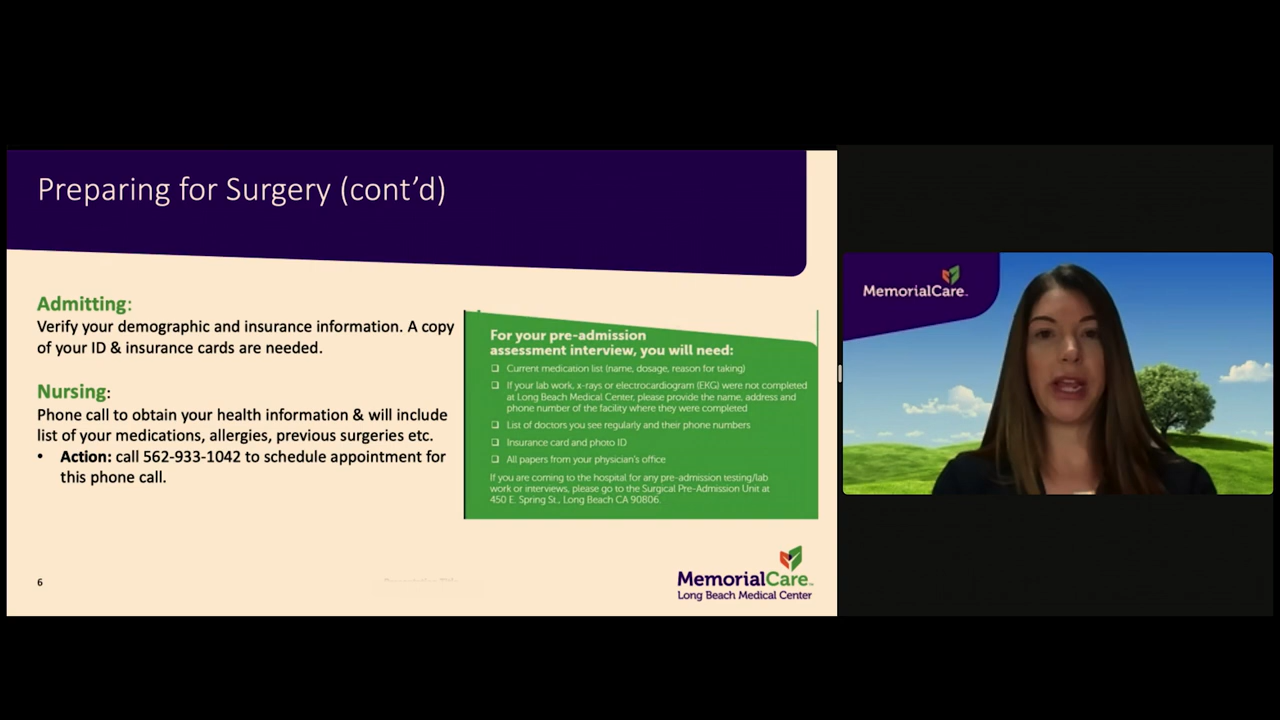 Preparing for Surgery (cont’d)
Admitting:
Verify your demographic and insurance information. A copy
of your ID & insurance cards are needed.
Nursing:
Phone call to obtain your health information & will include
list of your medications, allergies, previous surgeries etc.
• Action: call 562-933-1042 to schedule appointment for
this phone call.
For your pre-admission
assessment interview, you will need:
❑ Current medication list (name, dosage, reason for taking)
❑ If your lab work, x-rays or electrocardiogram (EKG) were not completed
at Long Beach Medical Center, please provide the name, address and
phone number of the facility where they were completed
❑ List of doctors you see regularly and their phone numbers
❑ Insurance card and photo ID
❑ All papers from your physician’s office
If you are coming to the hospital for any pre-admission testing/lab
work or interviews, please go to the Surgical Pre-Admission Unit at
450 E. Spring St., Long Beach CA 90806.
6
MemorialCare™
Long Beach Medical Center
MemorialCare™